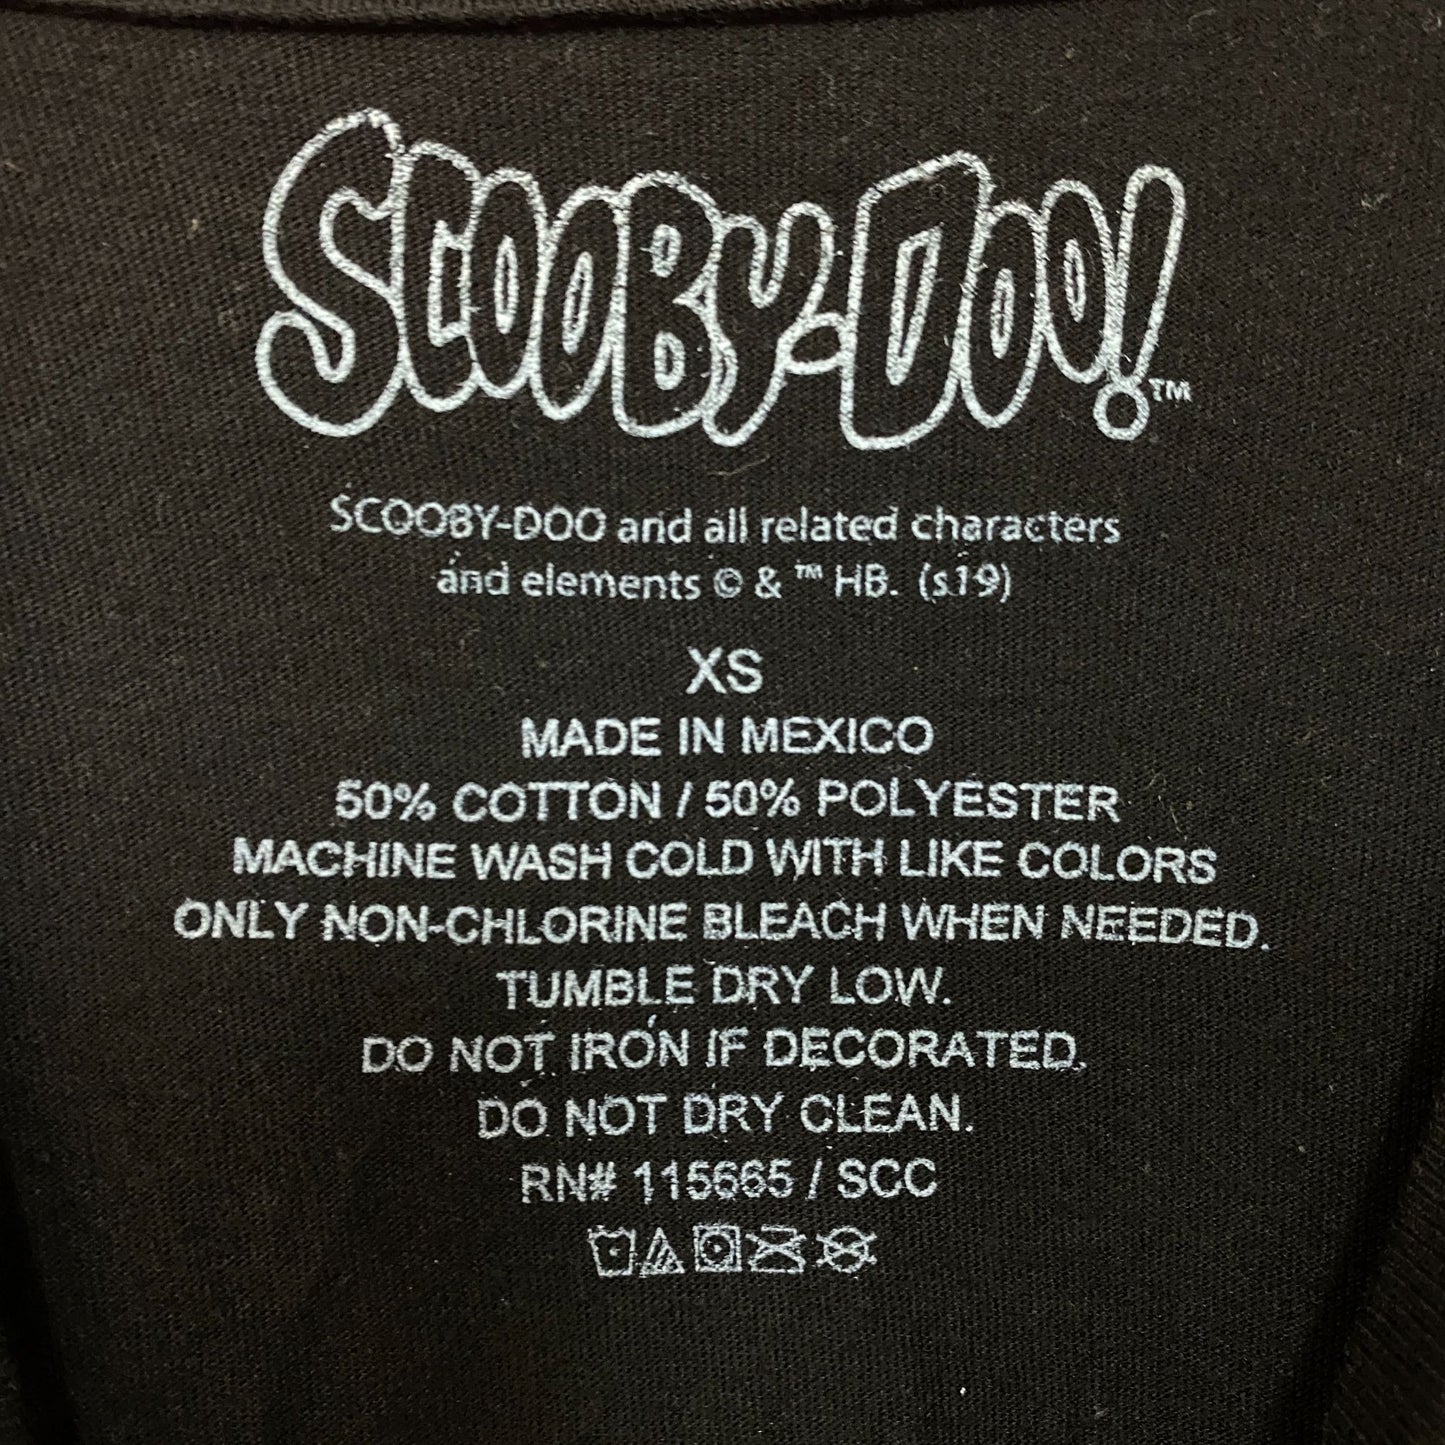 SCOOBY-DOO!™
SCOOBY-DOO and all related characters
and elements © & ™ HB. (s19)
XS
MADE IN MEXICO
50% COTTON / 50% POLYESTER
MACHINE WASH COLD WITH LIKE COLORS
ONLY NON-CHLORINE BLEACH WHEN NEEDED.
TUMBLE DRY LOW.
DO NOT IRON IF DECORATED.
DO NOT DRY CLEAN.
RN# 115665 / SCC